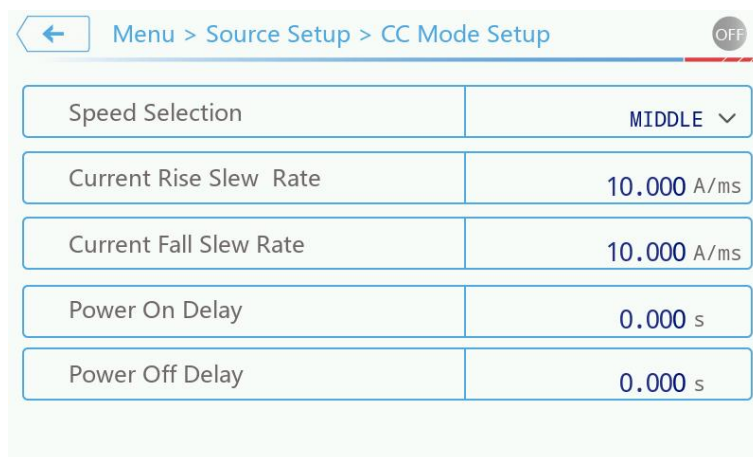 Menu > Source Setup > CC Mode Setup OFF
Speed Selection MIDDLE
Current Rise Slew Rate 10.000 A/ms
Current Fall Slew Rate 10.000 A/ms
Power On Delay 0.000 s
Power Off Delay 0.000 s